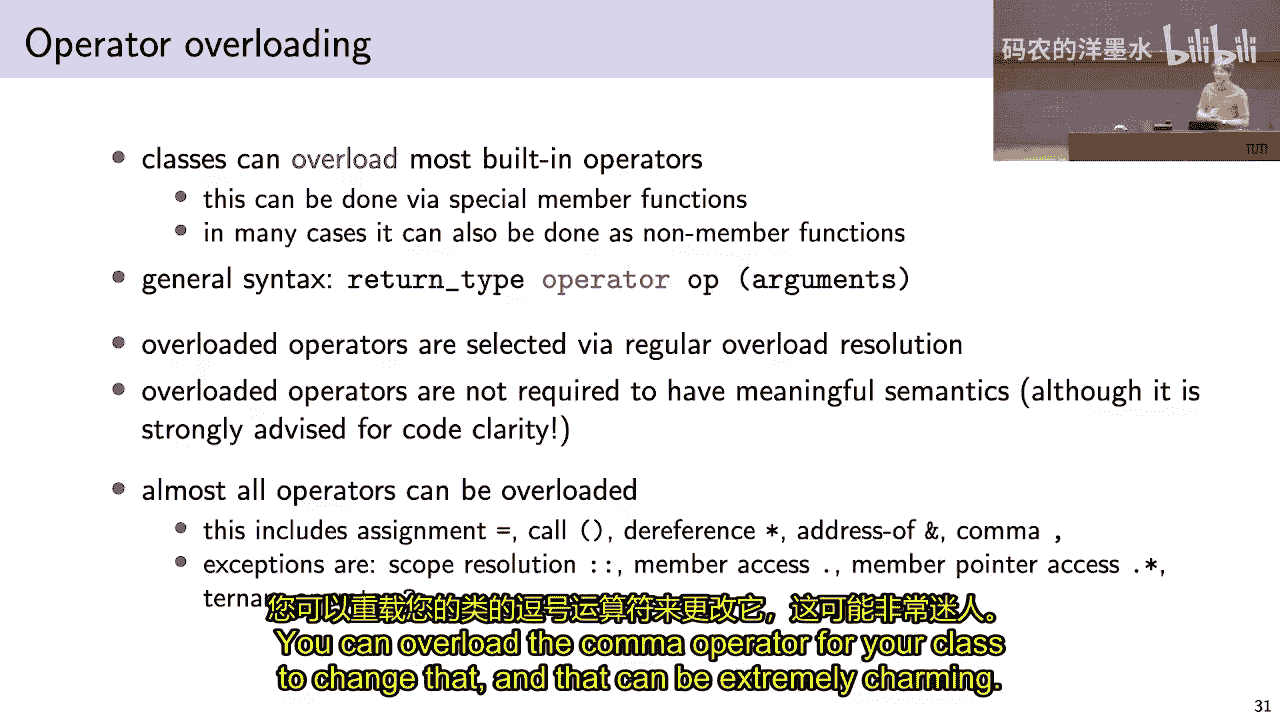 Operator overloading
码农的洋墨水 bilibili
TUM
classes can overload most built-in operators
this can be done via special member functions
in many cases it can also be done as non-member functions
general syntax: return_type operator op (arguments)
overloaded operators are selected via regular overload resolution
overloaded operators are not required to have meaningful semantics (although it is
strongly advised for code clarity!)
almost all operators can be overloaded
this includes assignment =, call (), dereference *, address-of &, comma ,
exceptions are: scope resolution ::, member access ., member pointer access .*,
您可以重载您的类的逗号运算符来更改它，这可能非常迷人。
You can overload the comma operator for your class
to change that, and that can be extremely charming.
31